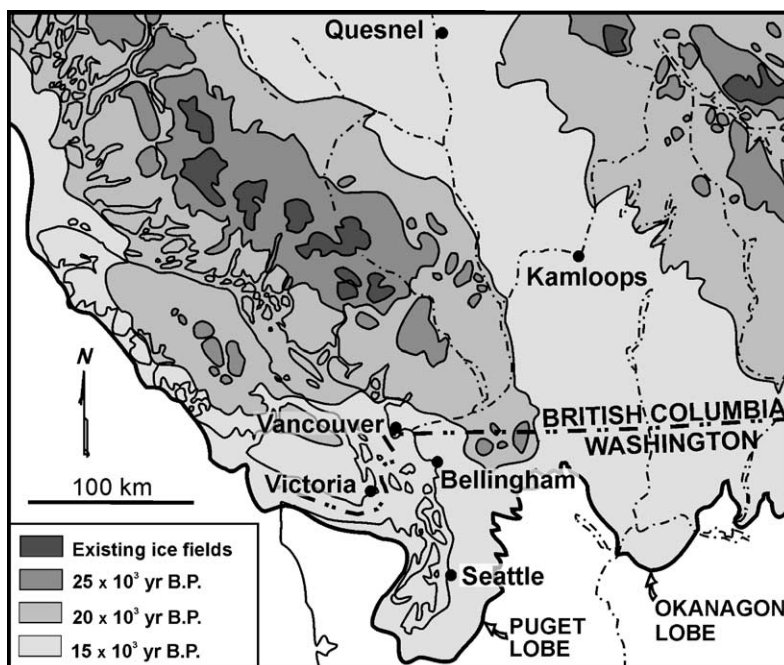 Quesnel
Kamloops
N
BRITISH COLUMBIA
WASHINGTON
Vancouver
Bellingham
Victoria
100 km
Seattle
PUGET
LOBE
OKANAGON
LOBE
Existing ice fields
25 x 10³ yr B.P.
20 x 10³ yr B.P.
15 x 10³ yr B.P.